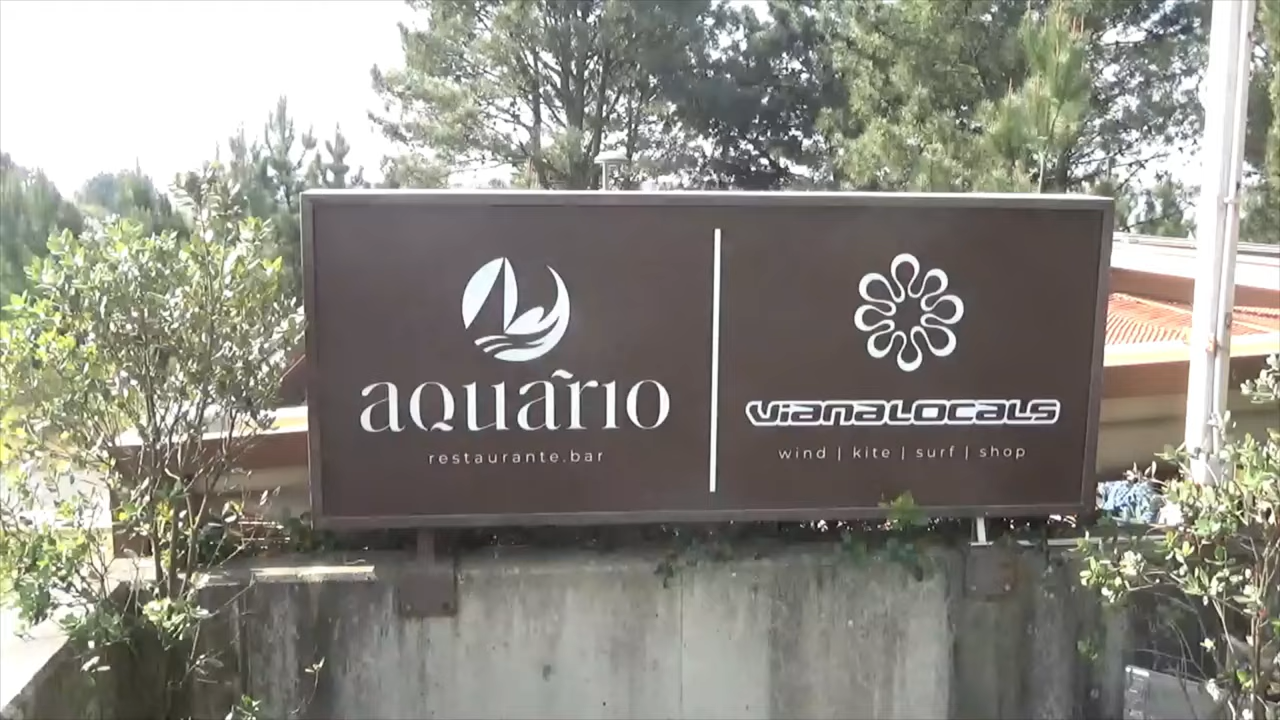 aquário
restaurante.bar
VIANALOCALS
wind | kite | surf | shop